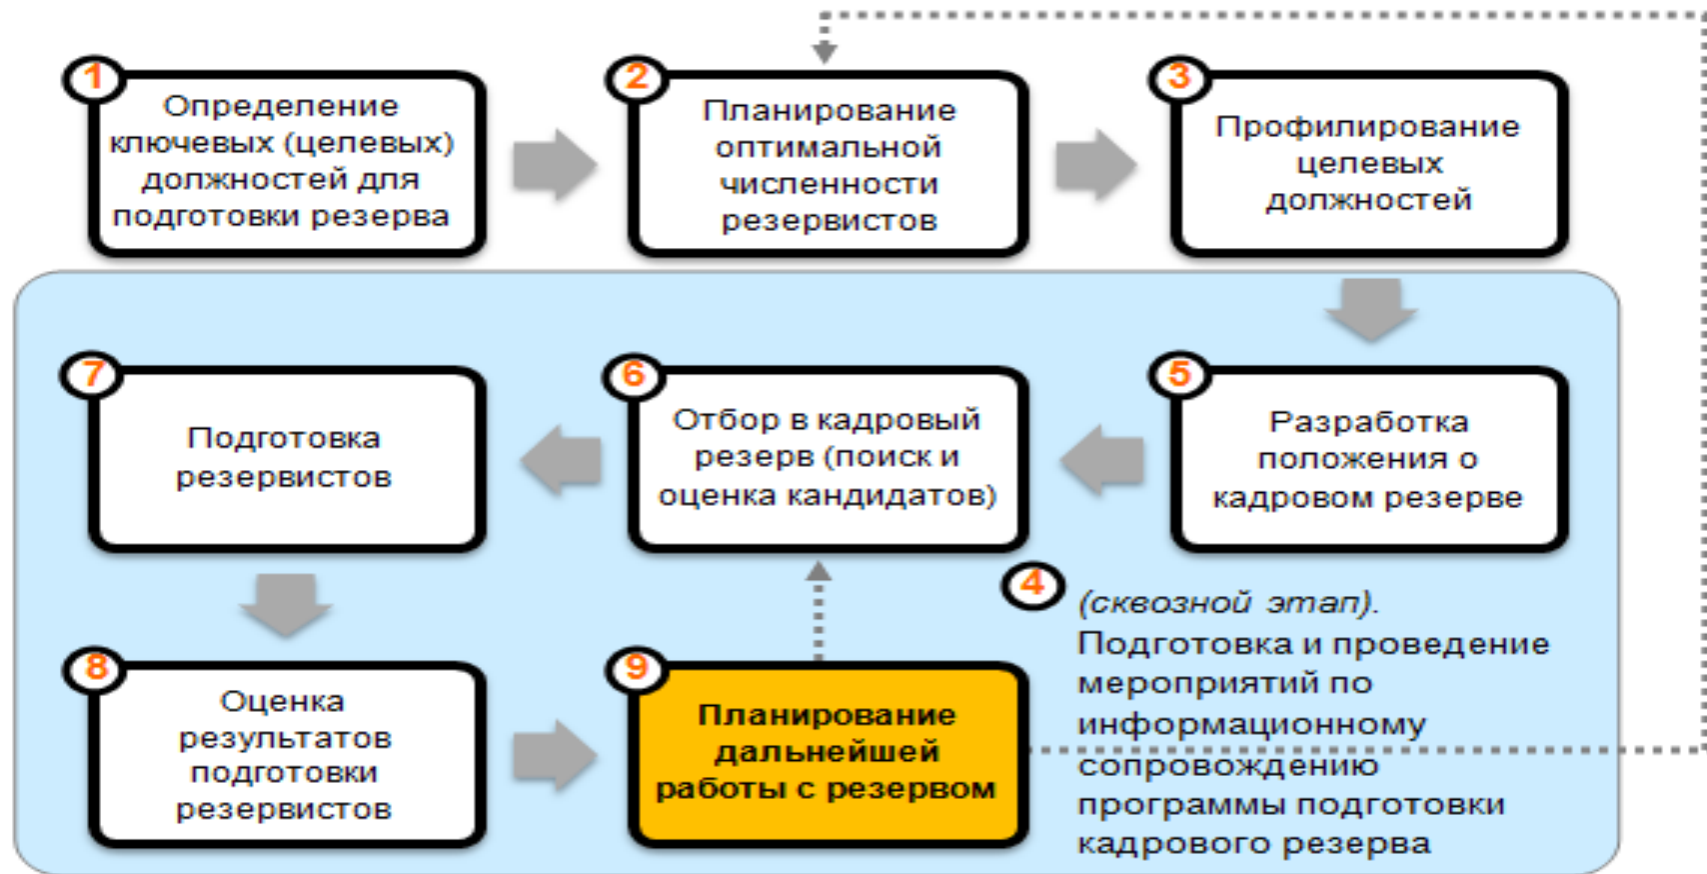 1
Определение
ключевых (целевых)
должностей для
подготовки резерва
2
Планирование
оптимальной
численности
резервистов
3
Профилирование
целевых
должностей
7
Подготовка
резервистов
6
Отбор в кадровый
резерв (поиск и
оценка кандидатов)
5
Разработка
положения о
кадровом резерве
4
(сквозной этап).
Подготовка и проведение
мероприятий по
информационному
сопровождению
программы подготовки
кадрового резерва
8
Оценка
результатов
подготовки
резервистов
9
Планирование
дальнейшей
работы с резервом